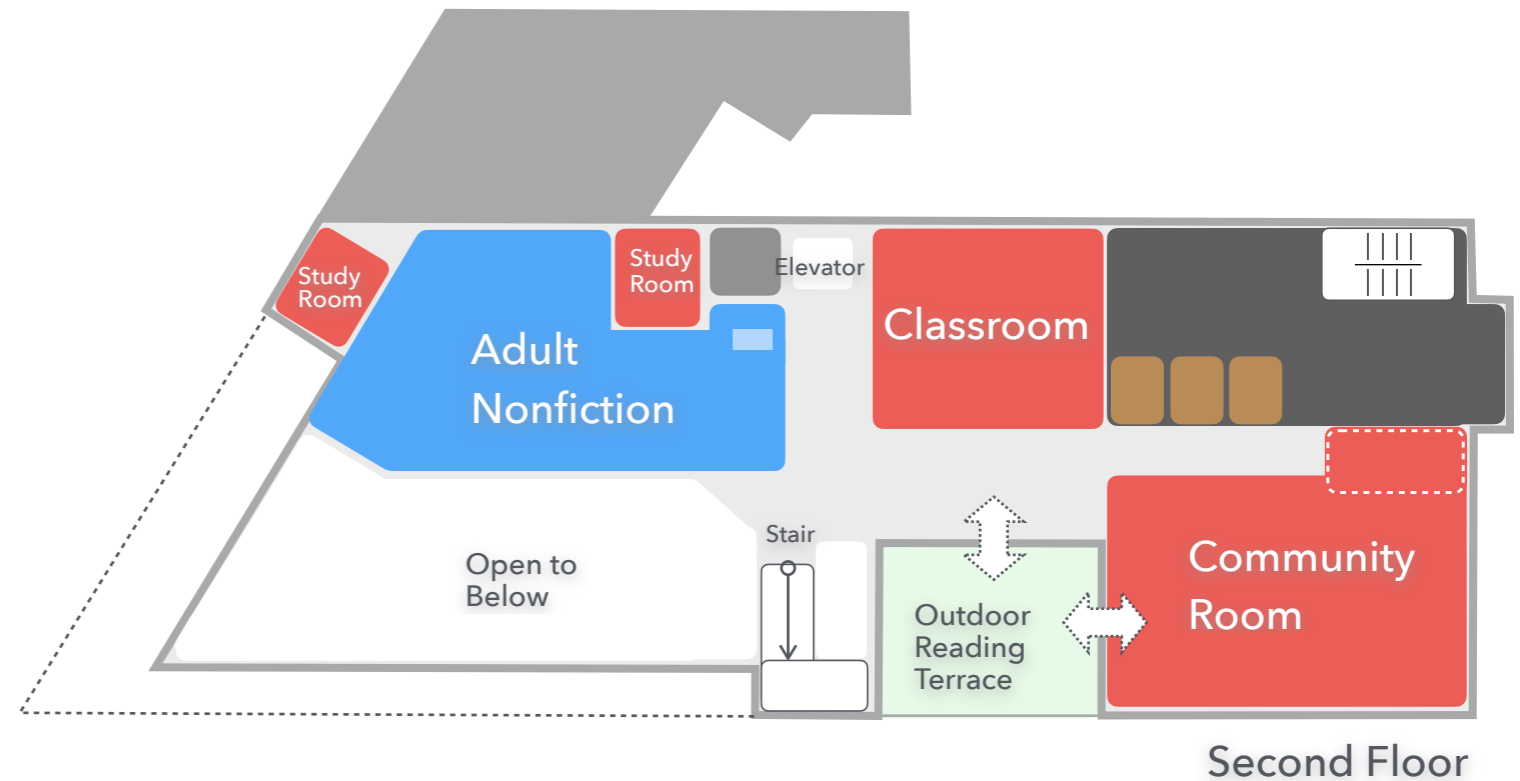 Study
Room
Adult
Nonfiction
Study
Room
Elevator
Classroom
Open to
Below
Stair
Outdoor
Reading
Terrace
Community
Room
Second Floor